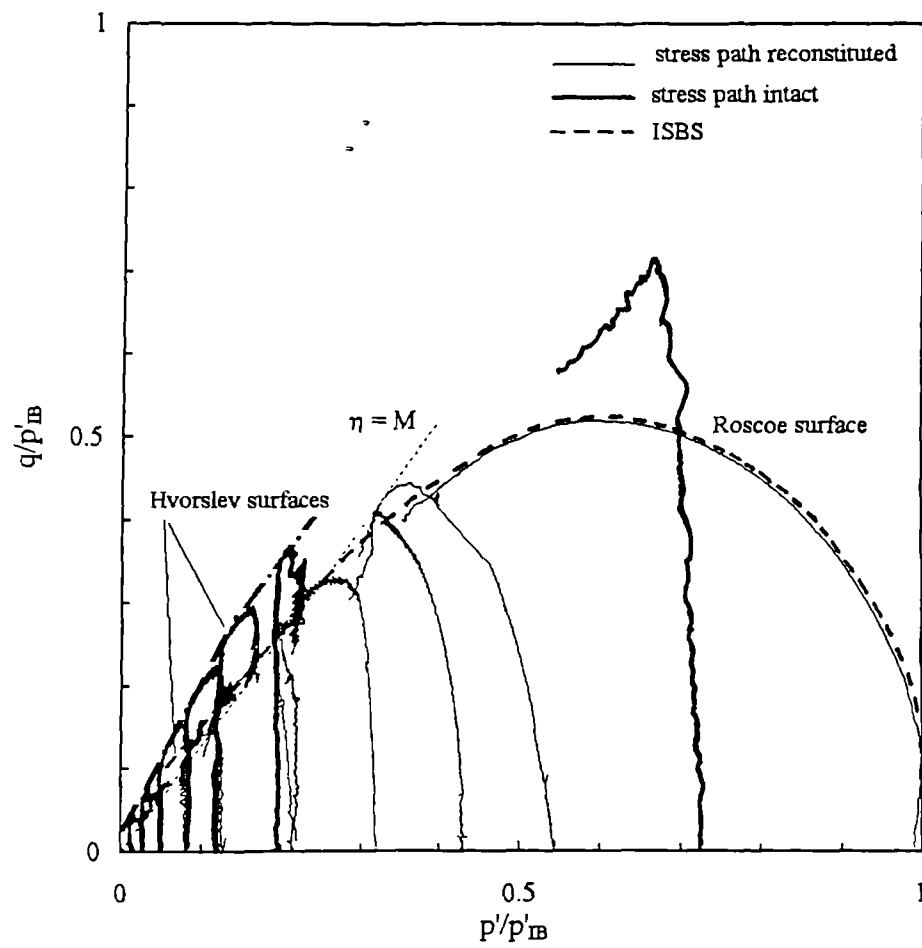 1
stress path reconstituted
stress path intact
ISBS
η = M
Roscoe surface
0.5
q/p'IB
Hvorslev surfaces
0
0
0.5
1
p'/p'IB